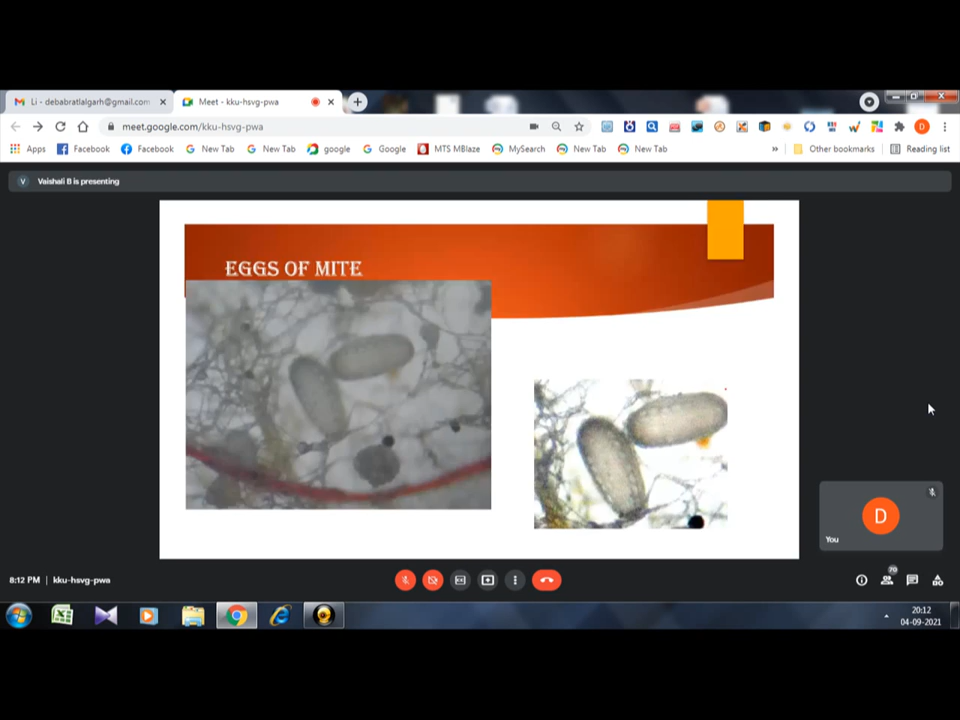 Li - debabratlalgarh@gmail.com
Meet - kku-hsvg-pwa
meet.google.com/kku-hsvg-pwa
D
Apps
Facebook
Facebook
New Tab
New Tab
google
Google
MTS MBlaze
MySearch
New Tab
New Tab
»
Other bookmarks
Reading list
V
Vaishali B is presenting
EGGS OF MITE
D
You
8:12 PM | kku-hsvg-pwa
70
20:12
04-09-2021